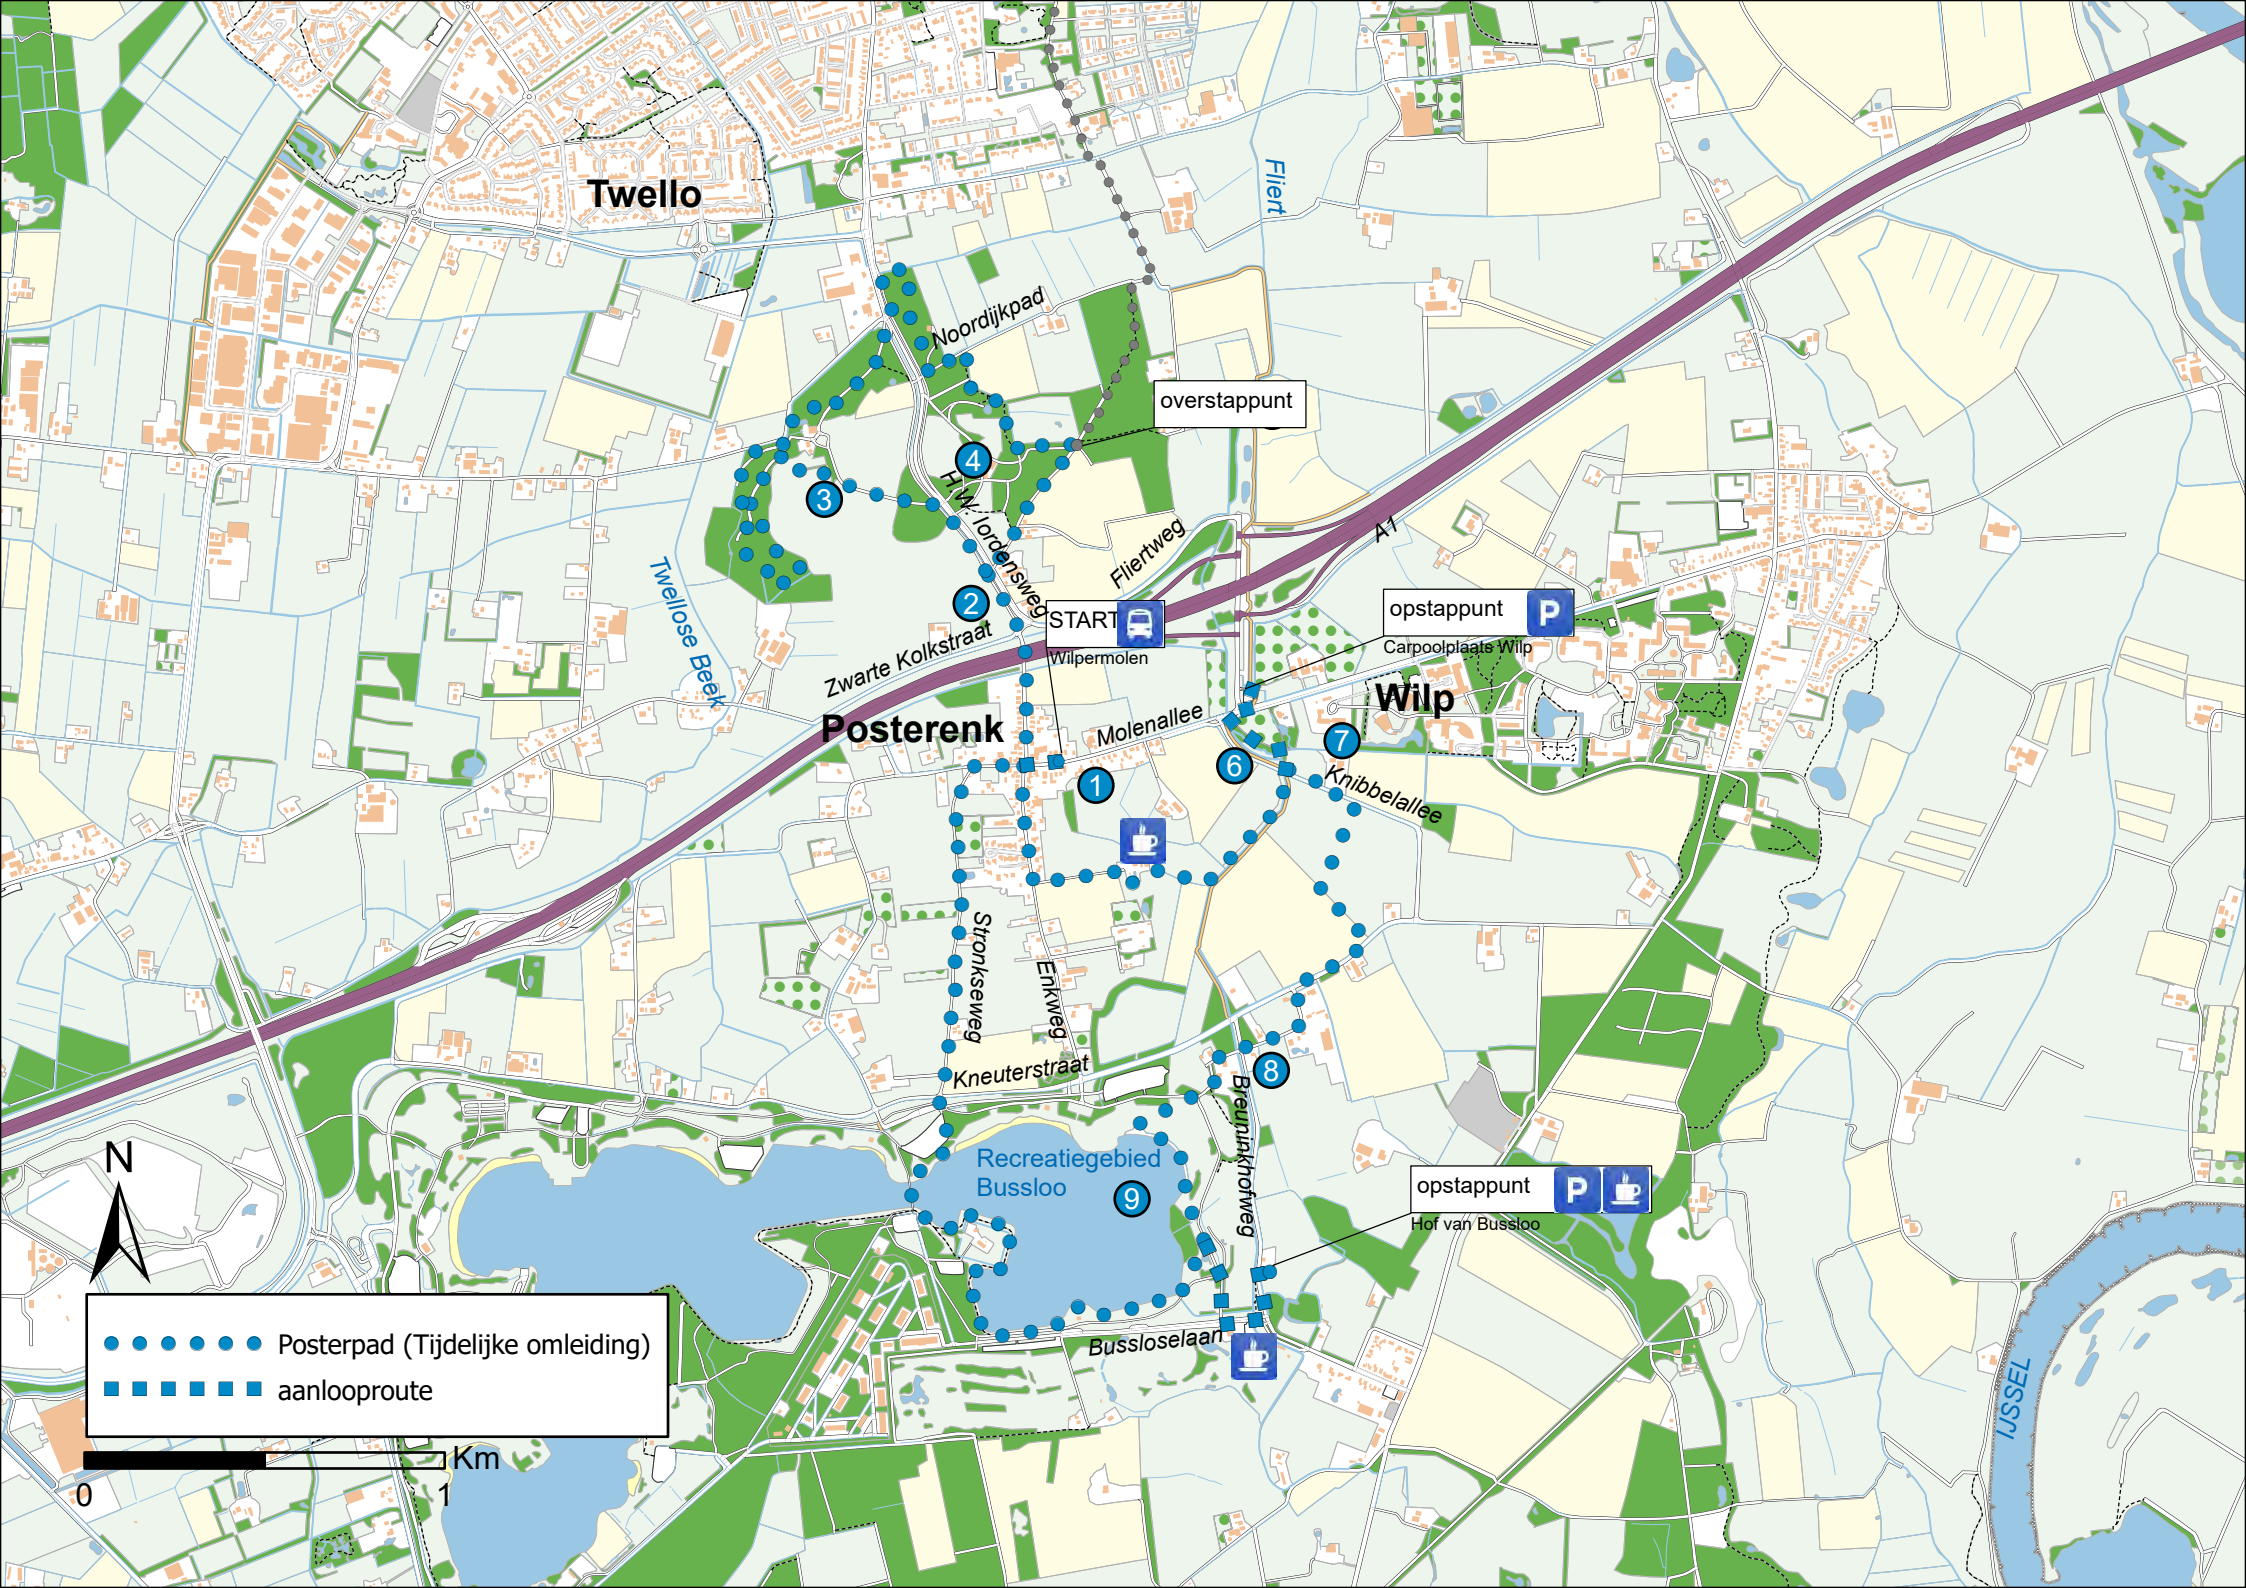 Twello
Fliert
Noordijkpad
overstappunt
4
3
H.W. Iordensweg
Fliertweg
A1
Twellose Beek
2
START
Wilpermolen
opstappunt
P
Carpoolplaats Wilp
Zwarte Kolkstraat
Wilp
Posterenk
Molenallee
7
6
1
Knibbelallee
Stronkseweg
Enkweg
Kneuterstraat
8
Breuninkhofweg
N
Recreatiegebied
Bussloo
9
opstappunt
P
Hof van Bussloo
Bussloselaan
IJSSEL
Posterpad (Tijdelijke omleiding)
aanlooproute
Km
0
1